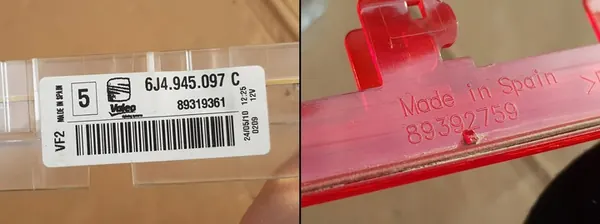 MADE IN SPAIN
VF2
5
Valeo
6J4.945.097 C
89319361
24/05/10 12:25
0209 12V
Made in Spain
89392759